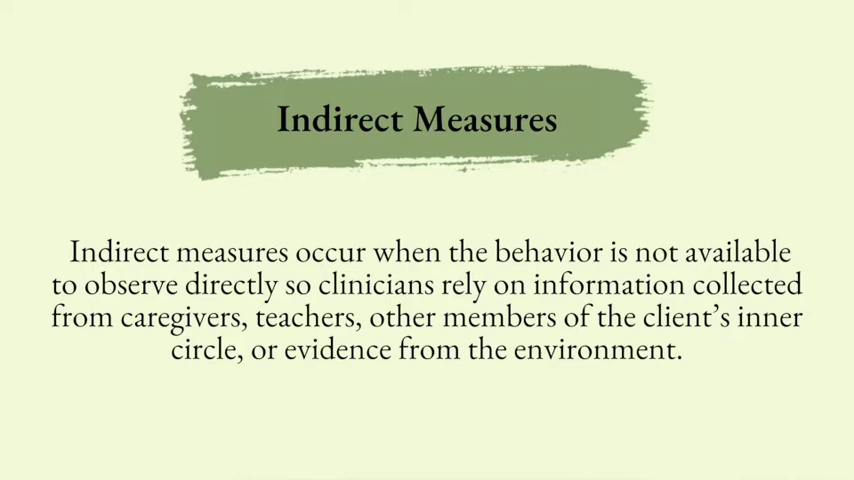 Indirect Measures
Indirect measures occur when the behavior is not available
to observe directly so clinicians rely on information collected
from caregivers, teachers, other members of the client’s inner
circle, or evidence from the environment.